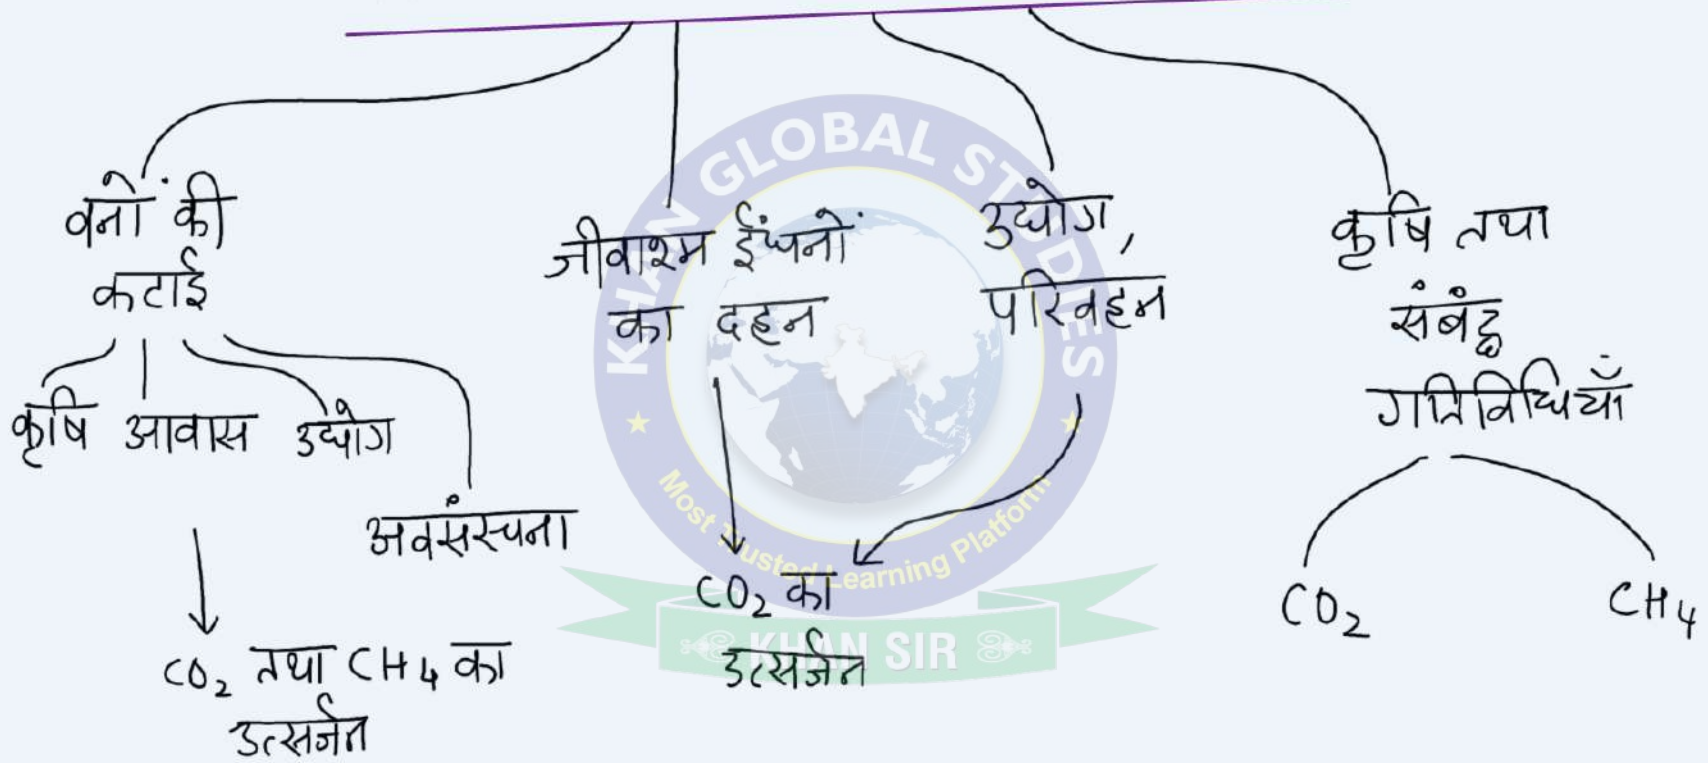 वनों की
कटाई
कृषि आवास उद्योग
अवसंरचना
CO₂ तथा CH₄ का
उत्सर्जन
जीवाश्म ईंधनों
का दहन
उद्योग,
परिवहन
CO₂ का
उत्सर्जन
कृषि तथा
संबंद्ध
गतिविधियाँ
CO₂ CH₄
KHAN GLOBAL STUDIES
Most Trusted Learning Platform
KHAN SIR